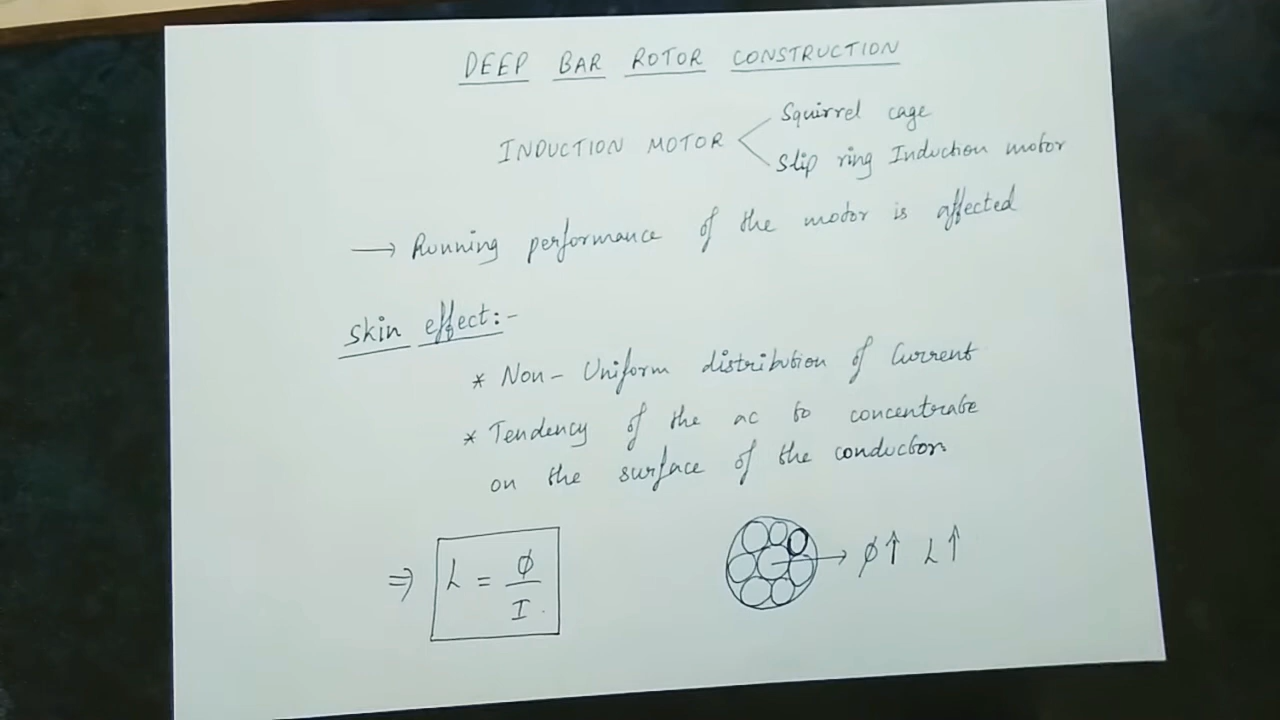 DEEP BAR ROTOR CONSTRUCTION
INDUCTION MOTOR
Squirrel cage
Slip ring Induction motor
→ Running performance of the motor is affected
Skin effect:-
* Non-Uniform distribution of Current
* Tendency of the ac to concentrate
on the surface of the conductor.
⇒ L = φ / I
→ φ↑ L↑